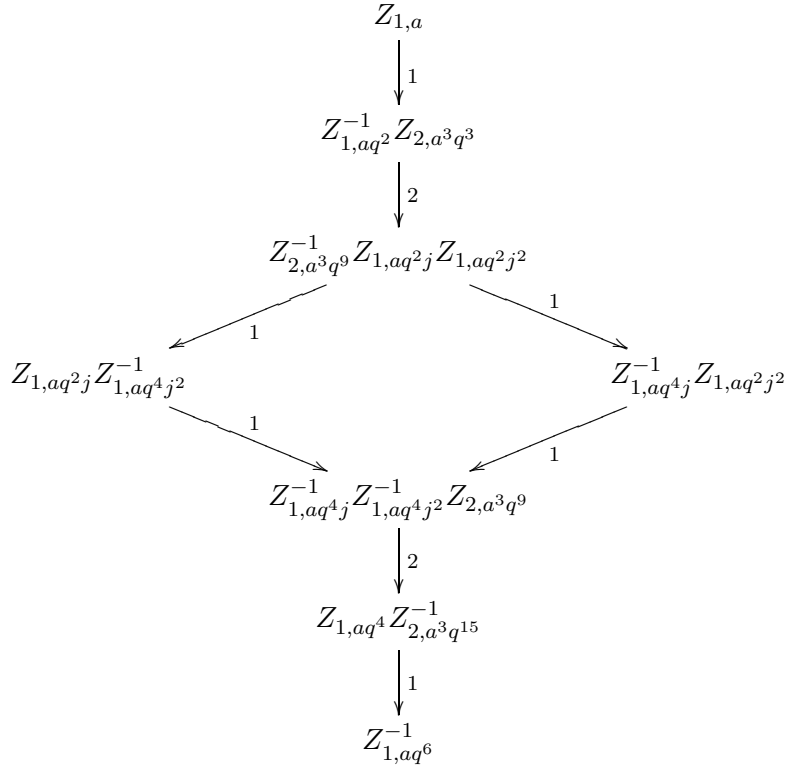 Z_{1,a}
1
Z^{-1}_{1,aq^2}Z_{2,a^3q^3}
2
Z^{-1}_{2,a^3q^9}Z_{1,aq^2j}Z_{1,aq^2j^2}
1 1
Z_{1,aq^2j}Z^{-1}_{1,aq^4j^2} Z^{-1}_{1,aq^4j}Z_{1,aq^2j^2}
1 1
Z^{-1}_{1,aq^4j}Z^{-1}_{1,aq^4j^2}Z_{2,a^3q^9}
2
Z_{1,aq^4}Z^{-1}_{2,a^3q^{15}}
1
Z^{-1}_{1,aq^6}